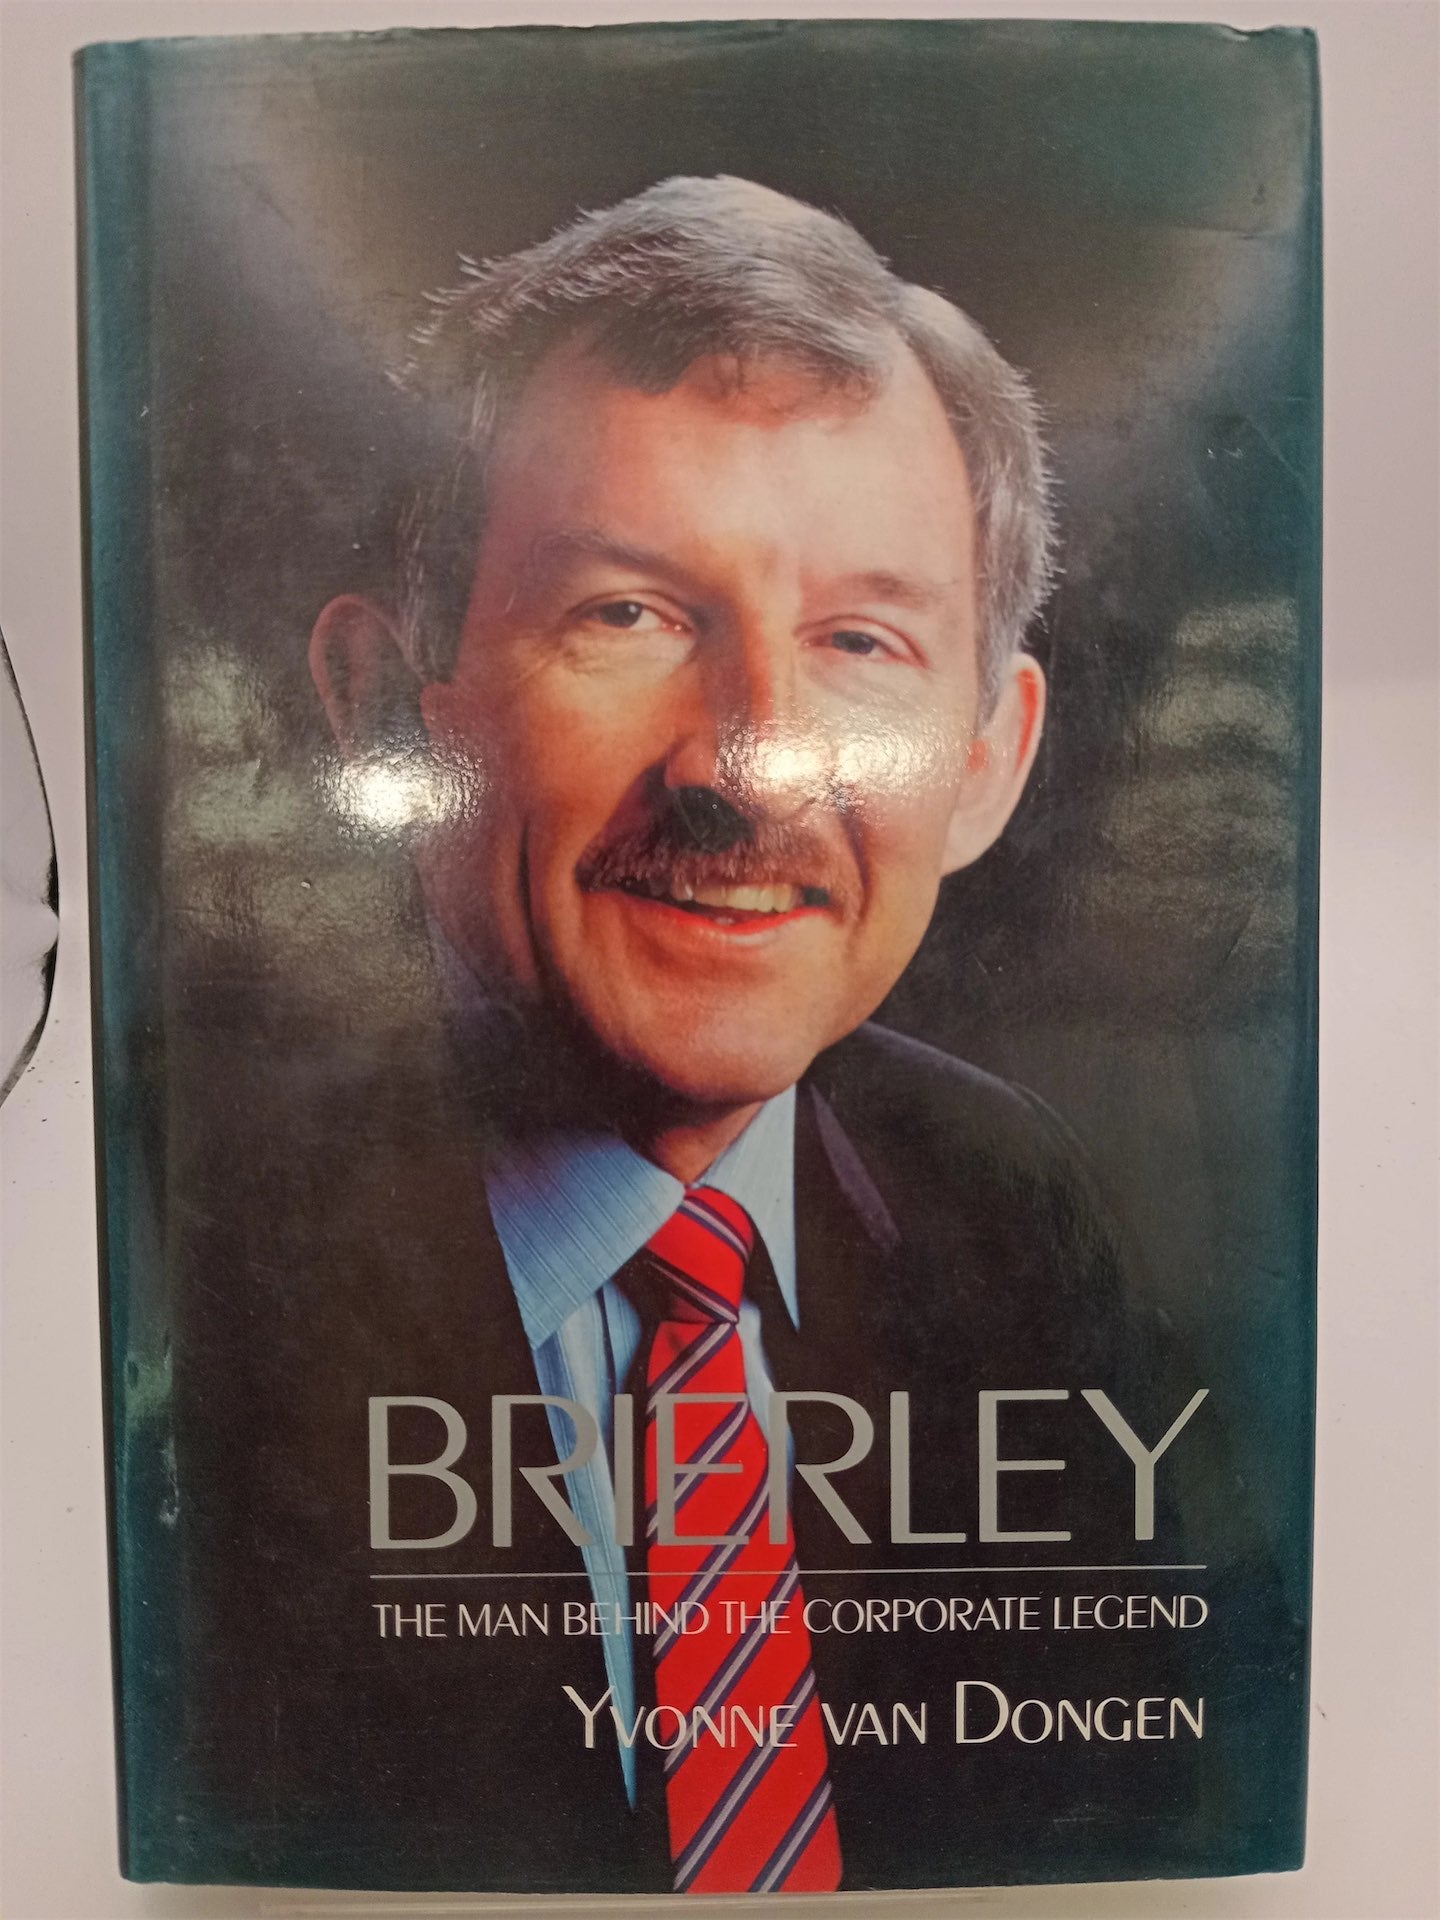 BRIERLEY
THE MAN BEHIND THE CORPORATE LEGEND
YVONNE VAN DONGEN